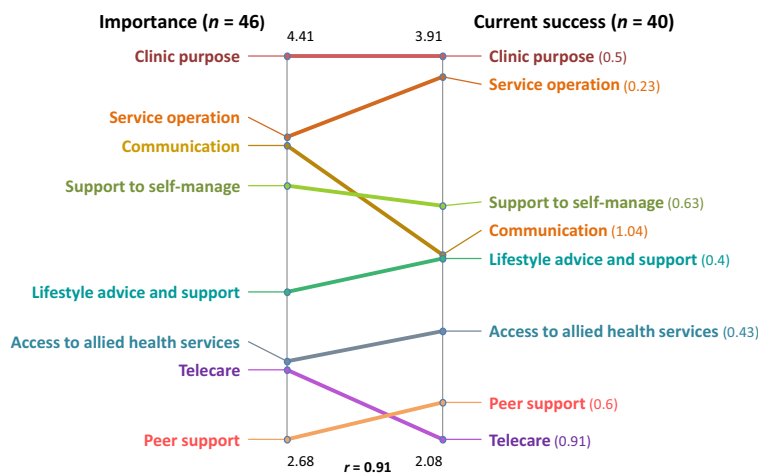 Importance (n = 46)
Current success (n = 40)
4.41
3.91
Clinic purpose
Clinic purpose (0.5)
Service operation (0.23)
Service operation
Communication
Support to self-manage
Support to self-manage (0.63)
Communication (1.04)
Lifestyle advice and support (0.4)
Lifestyle advice and support
Access to allied health services (0.43)
Access to allied health services
Telecare
Peer support (0.6)
Peer support
Telecare (0.91)
2.68
r = 0.91
2.08